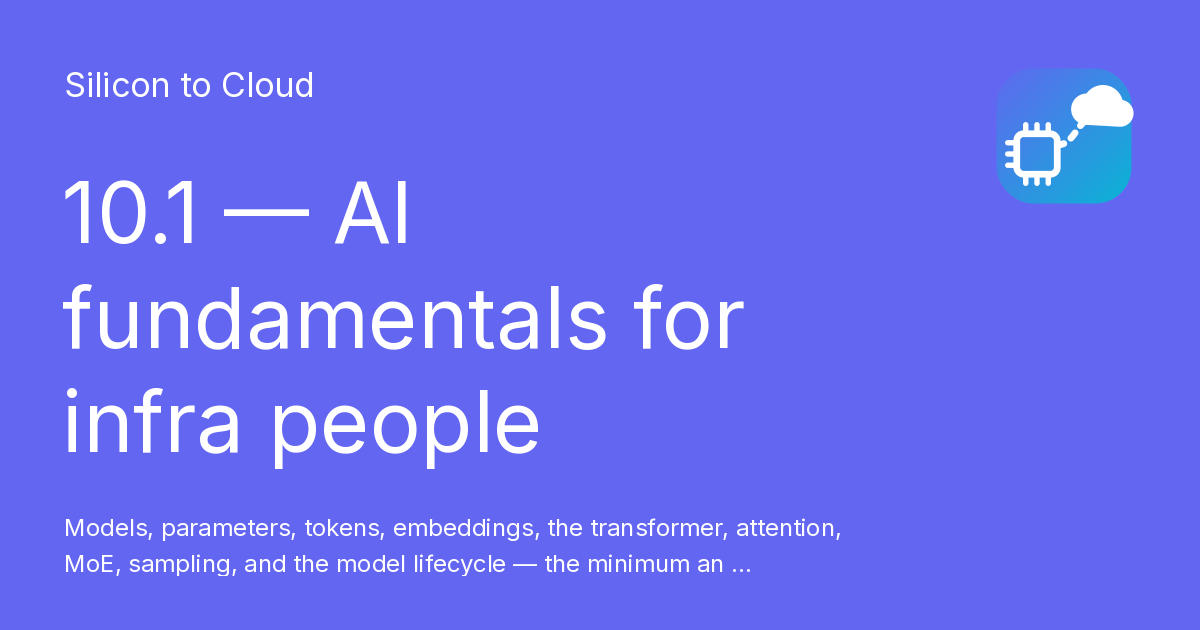 Silicon to Cloud
10.1 — AI
fundamentals for
infra people
Models, parameters, tokens, embeddings, the transformer, attention,
MoE, sampling, and the model lifecycle — the minimum an ...